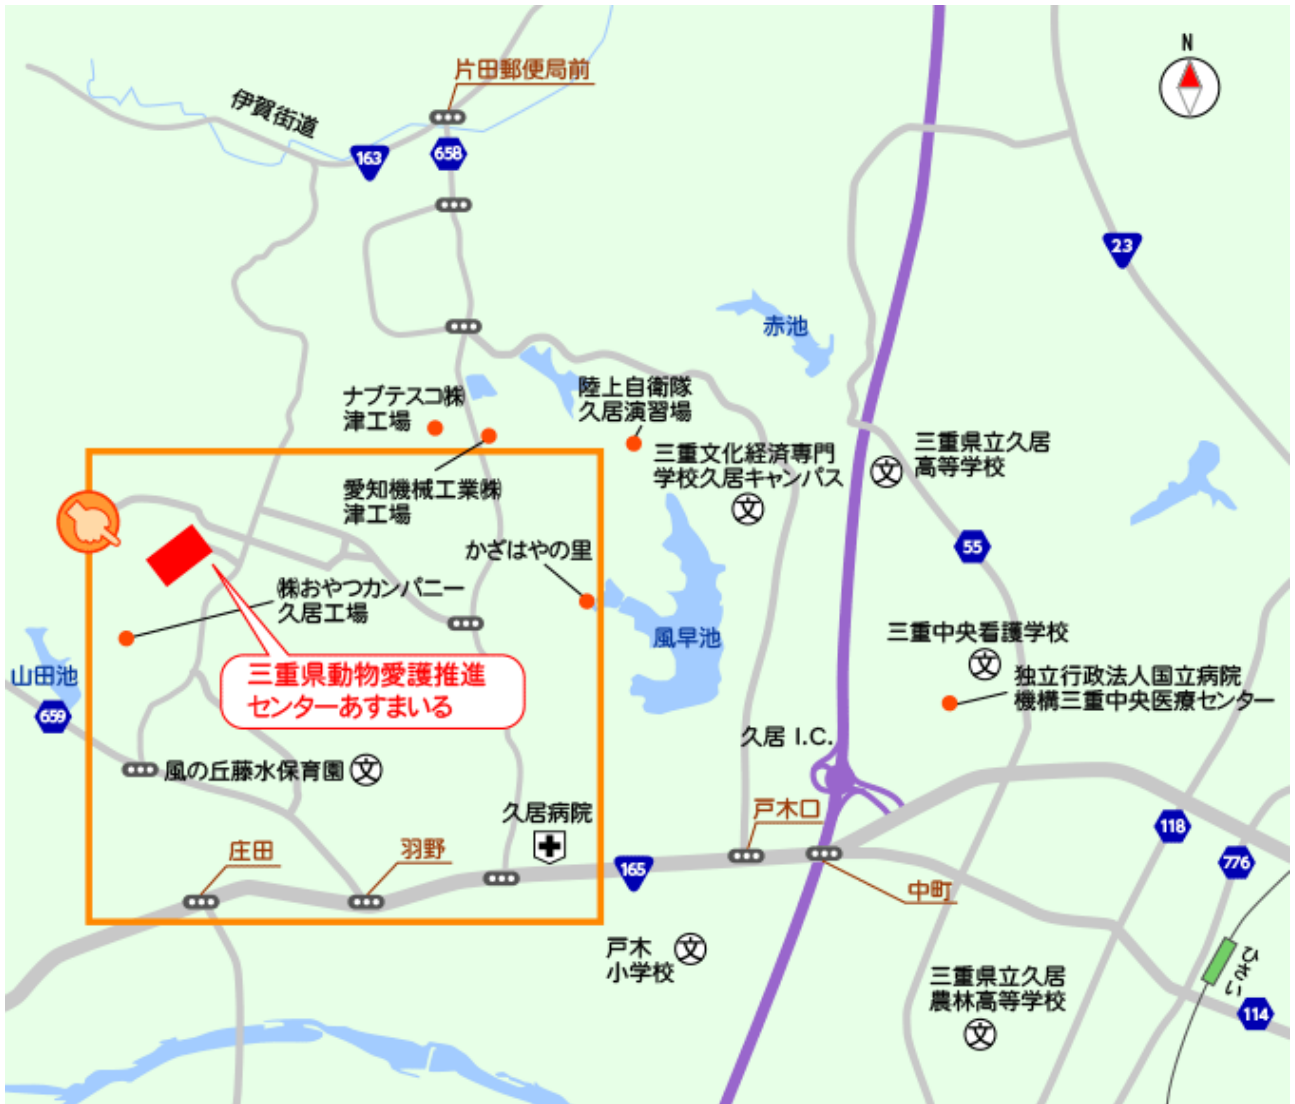 N
片田郵便局前
伊賀街道
163
658
23
赤池
陸上自衛隊
久居演習場
ナブテスコ㈱
津工場
三重文化経済専門
学校久居キャンパス
文
三重県立久居
高等学校
文
愛知機械工業㈱
津工場
55
かざはやの里
㈱おやつカンパニー
久居工場
風早池
三重中央看護学校
文
山田池
659
三重県動物愛護推進
センターあすまいる
独立行政法人国立病院
機構三重中央医療センター
久居 I.C.
風の丘藤水保育園
文
久居病院
戸木口
118
庄田
羽野
165
776
中町
戸木
小学校
文
ひさい
三重県立久居
農林高等学校
文
114